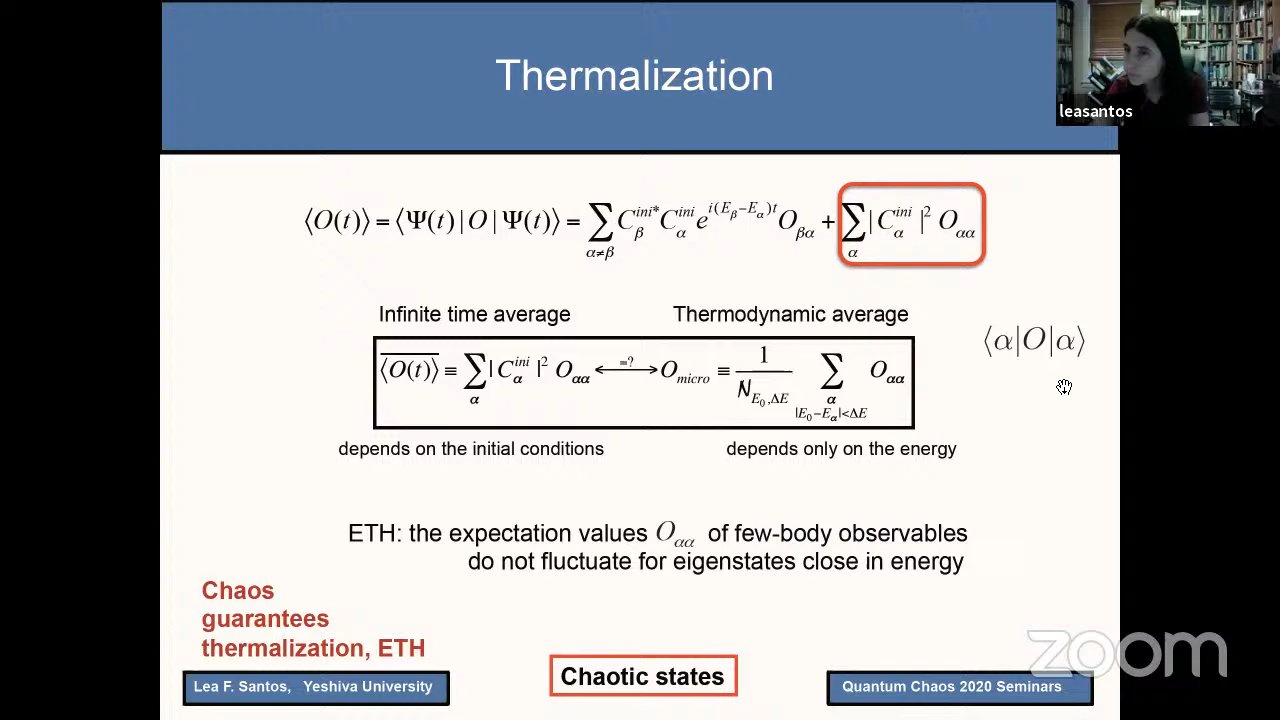 Thermalization
leasantos
⟨O(t)⟩ = ⟨Ψ(t) | O | Ψ(t)⟩ = ∑_{α≠β} C_β^{ini*} C_α^{ini} e^{i(E_β−E_α)t} O_{βα} + ∑_α | C_α^{ini} |² O_{αα}
Infinite time average Thermodynamic average
\overline{⟨O(t)⟩} ≡ ∑_α | C_α^{ini} |² O_{αα} ⟷^{=?} O_{micro} ≡ \frac{1}{N_{E_0,ΔE}} ∑_{α, |E_0−E_α|<ΔE} O_{αα}
⟨α|O|α⟩
depends on the initial conditions depends only on the energy
ETH: the expectation values O_{αα} of few-body observables
do not fluctuate for eigenstates close in energy
Chaos
guarantees
thermalization, ETH
Chaotic states
zoom
Lea F. Santos, Yeshiva University
Quantum Chaos 2020 Seminars